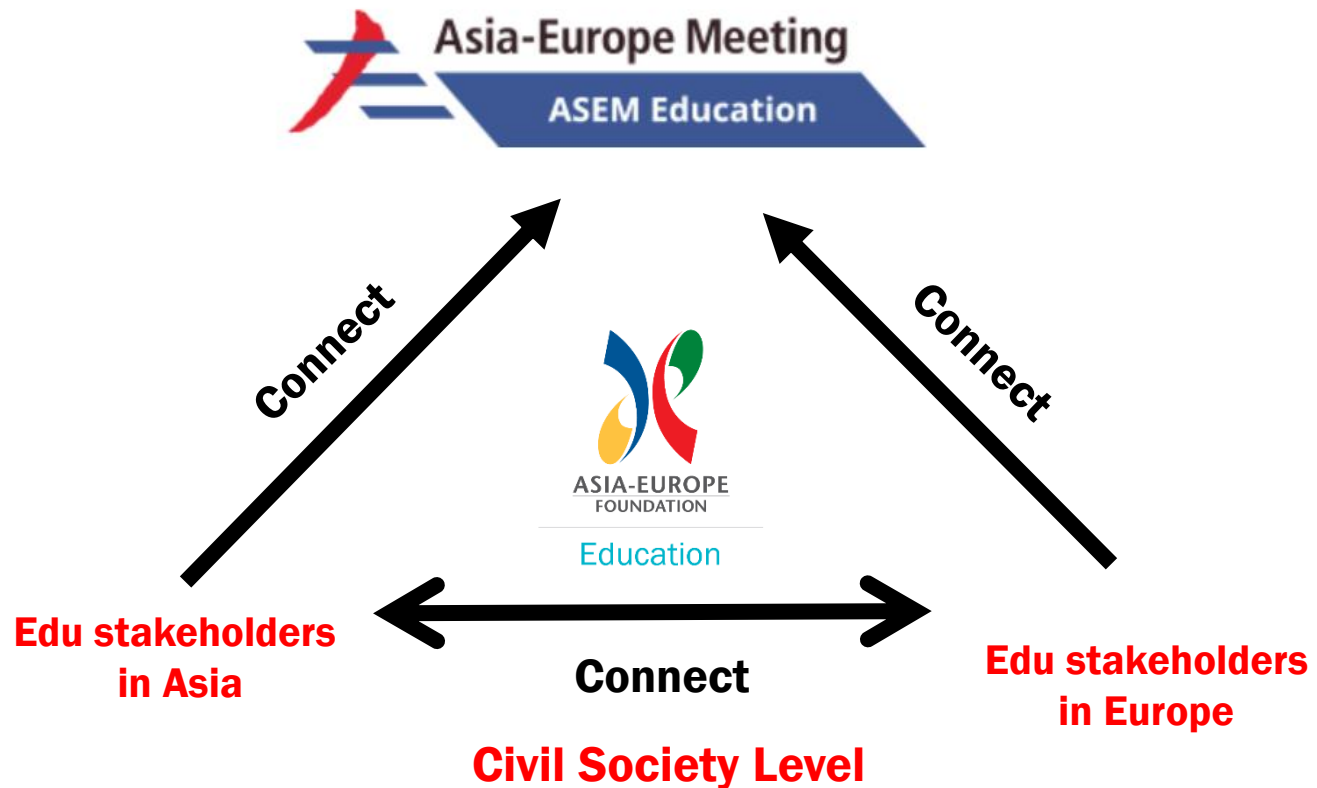 Asia-Europe Meeting
ASEM Education
Connect
Connect
ASIA-EUROPE
FOUNDATION
Education
Edu stakeholders
in Asia
Connect
Edu stakeholders
in Europe
Civil Society Level